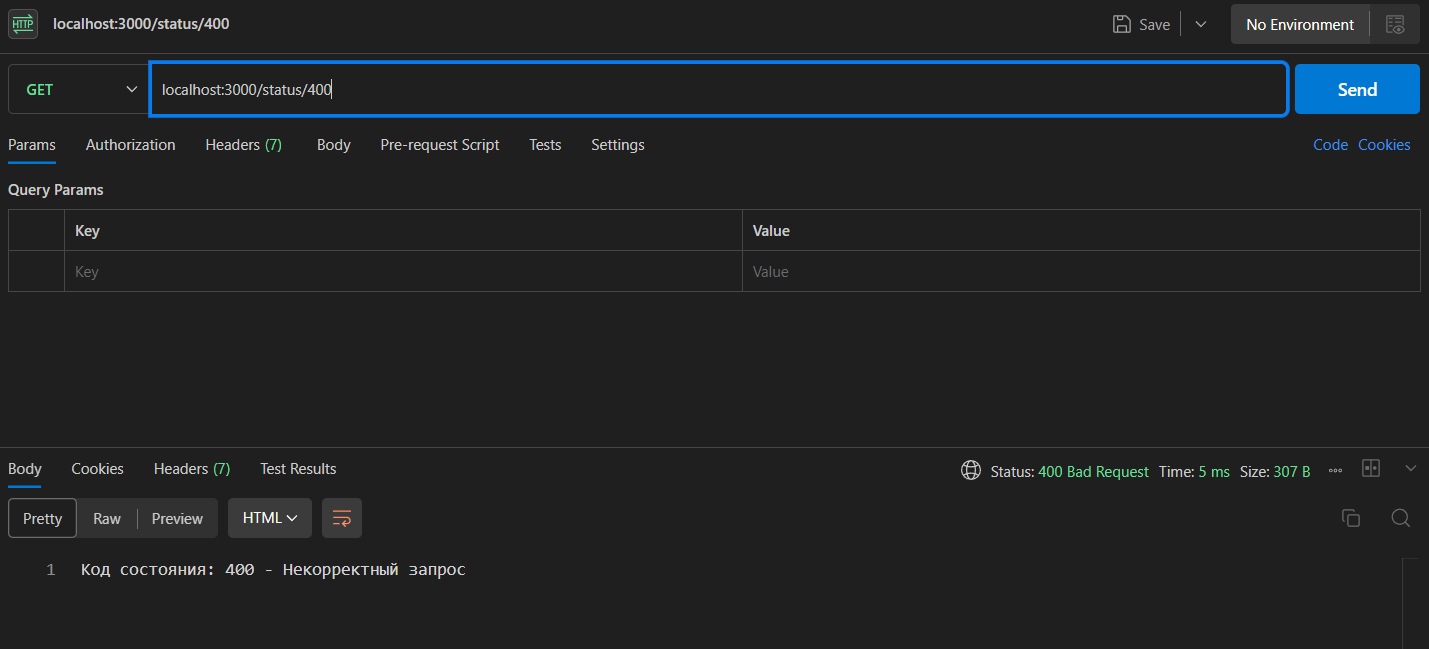 HTTP localhost:3000/status/400 Save No Environment
GET localhost:3000/status/400 Send
Params Authorization Headers (7) Body Pre-request Script Tests Settings Code Cookies
Query Params
Key Value
Key Value
Body Cookies Headers (7) Test Results Status: 400 Bad Request Time: 5 ms Size: 307 B
Pretty Raw Preview HTML
1 Код состояния: 400 - Некорректный запрос